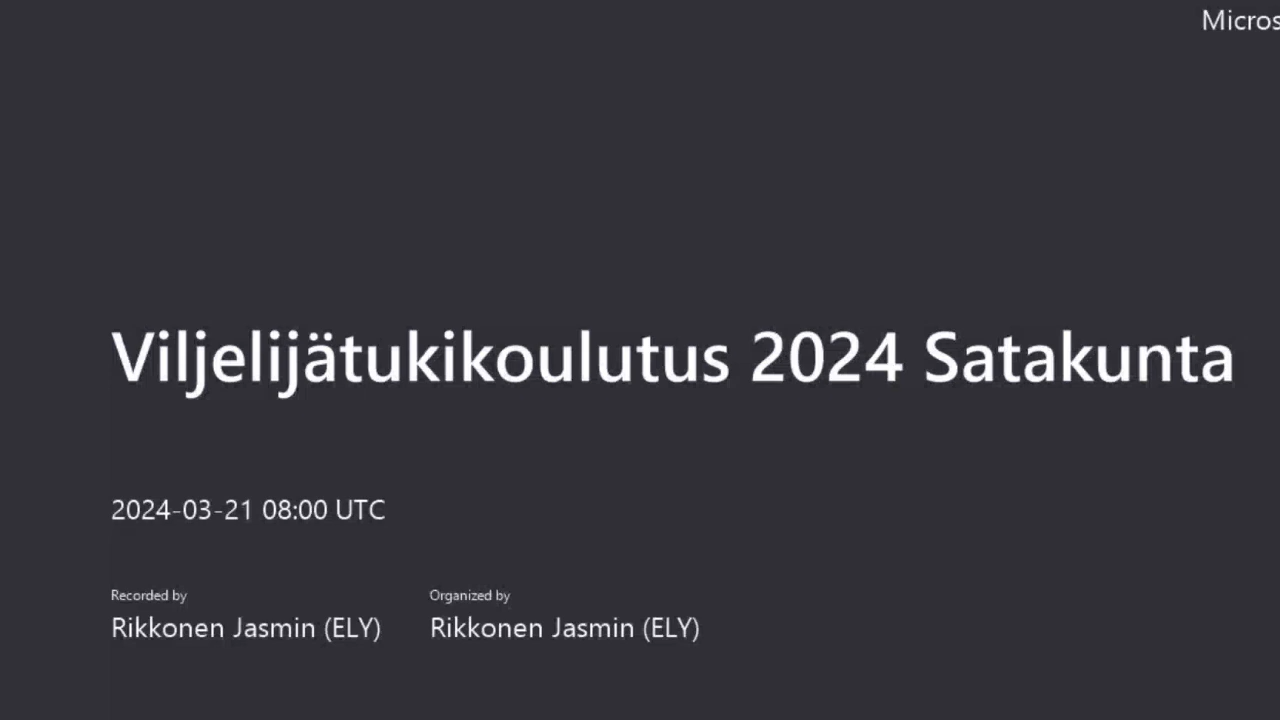 Micros
Viljelijätukikoulutus 2024 Satakunta
2024-03-21 08:00 UTC
Recorded by
Organized by
Rikkonen Jasmin (ELY)
Rikkonen Jasmin (ELY)